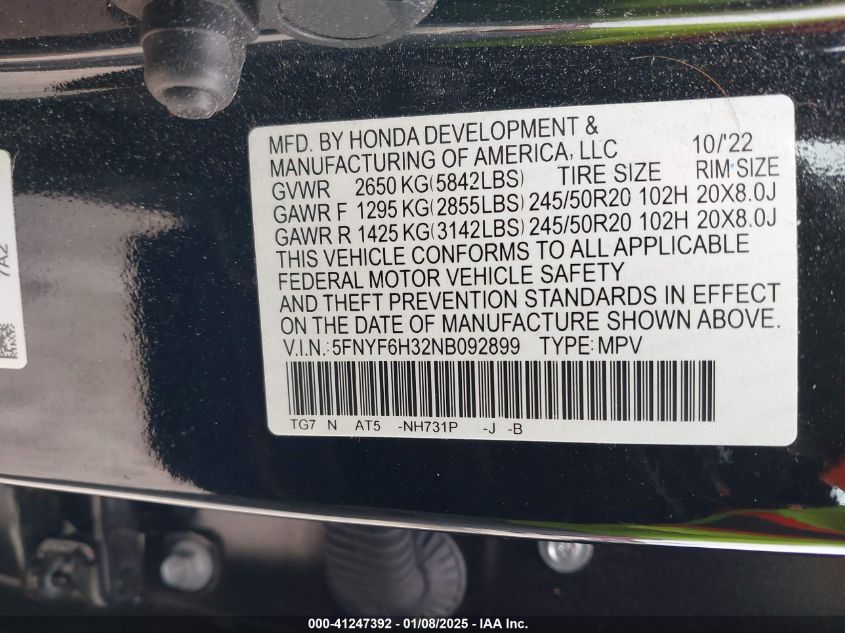 MFD. BY HONDA DEVELOPMENT &
MANUFACTURING OF AMERICA, LLC 10/'22
GVWR 2650 KG(5842LBS) TIRE SIZE RIM SIZE
GAWR F 1295 KG(2855LBS) 245/50R20 102H 20X8.0J
GAWR R 1425 KG(3142LBS) 245/50R20 102H 20X8.0J
THIS VEHICLE CONFORMS TO ALL APPLICABLE
FEDERAL MOTOR VEHICLE SAFETY
AND THEFT PREVENTION STANDARDS IN EFFECT
ON THE DATE OF MANUFACTURE SHOWN ABOVE.
V.I.N.: 5FNYF6H32NB092899 TYPE: MPV
TG7 N AT5 -NH731P -J -B
7A2
000-41247392 - 01/08/2025 - IAA Inc.